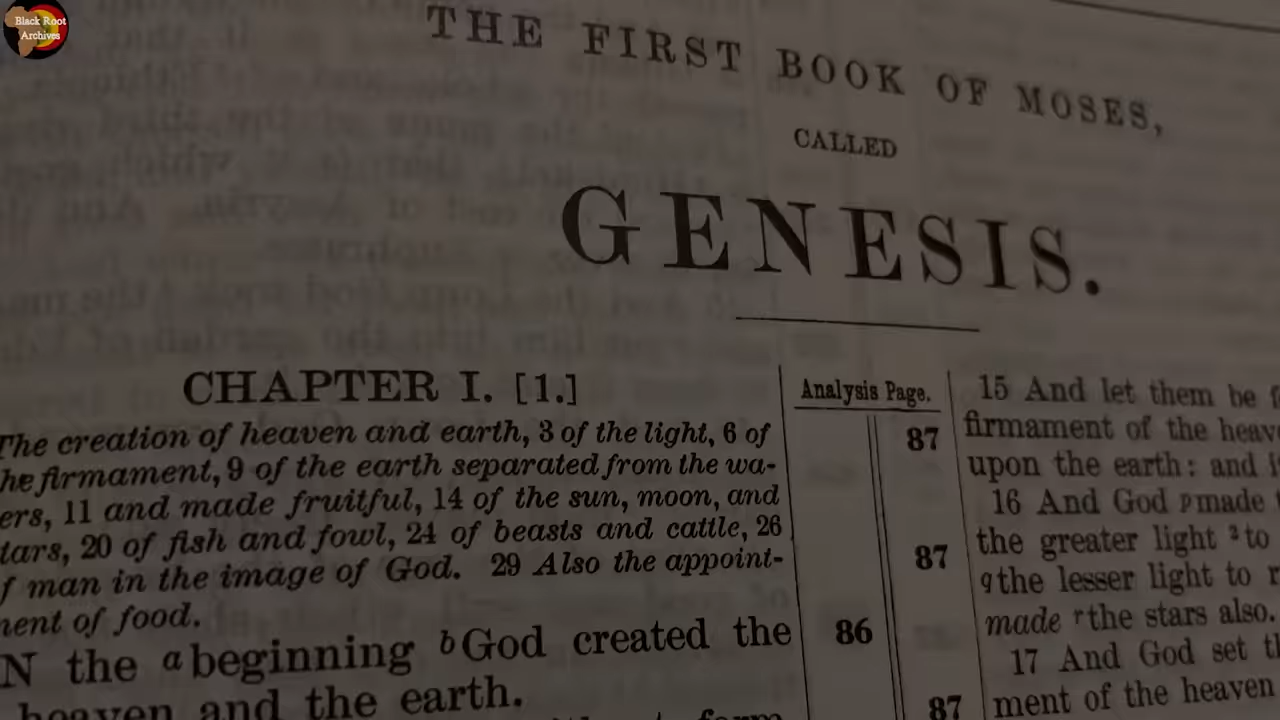 Black Root
Archives
THE FIRST BOOK OF MOSES,
CALLED
GENESIS.
CHAPTER I. [1.]
The creation of heaven and earth, 3 of the light, 6 of
he firmament, 9 of the earth separated from the wa-
ers, 11 and made fruitful, 14 of the sun, moon, and
tars, 20 of fish and fowl, 24 of beasts and cattle, 26
f man in the image of God. 29 Also the appoint-
ment of food.
N the a beginning b God created the
heaven and the earth.
form
Analysis Page.
87
87
86
87
15 And let them be f
firmament of the heav
upon the earth: and i
16 And God p made
the greater light 2 to
q the lesser light to r
made r the stars also.
17 And God set t
ment of the heaven